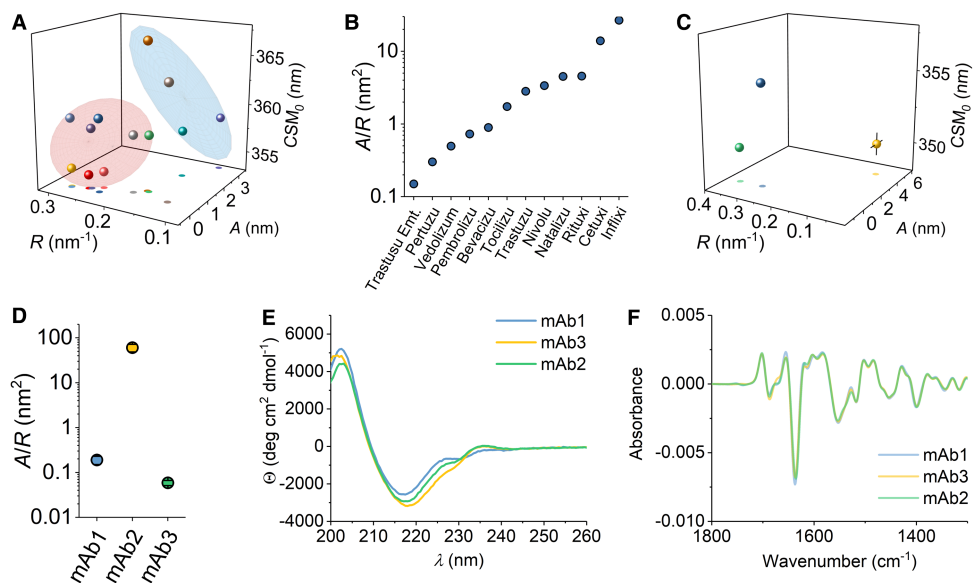 A
365
360
355
CSM0 (nm)
0.3
0.2
0.1
R (nm-1)
0
1
2
3
A (nm)
B
10
1
0.1
A/R (nm2)
Trastusu Emt.
Pertuzu
Vedolizum
Pembrolizu
Bevacizu
Tocilizu
Trastuzu
Nivolu
Natalizu
Rituxi
Cetuxi
Inflixi
C
355
350
CSM0 (nm)
0.4
0.3
0.2
0.1
R (nm-1)
0
2
4
6
A (nm)
D
100
10
1
0.1
0.01
A/R (nm2)
mAb1
mAb2
mAb3
E
6000
4000
2000
0
-2000
-4000
Θ (deg cm2 dmol-1)
mAb1
mAb3
mAb2
200 210 220 230 240 250 260
λ (nm)
F
0.005
0.000
-0.005
-0.010
Absorbance
mAb1
mAb3
mAb2
1800 1600 1400
Wavenumber (cm-1)